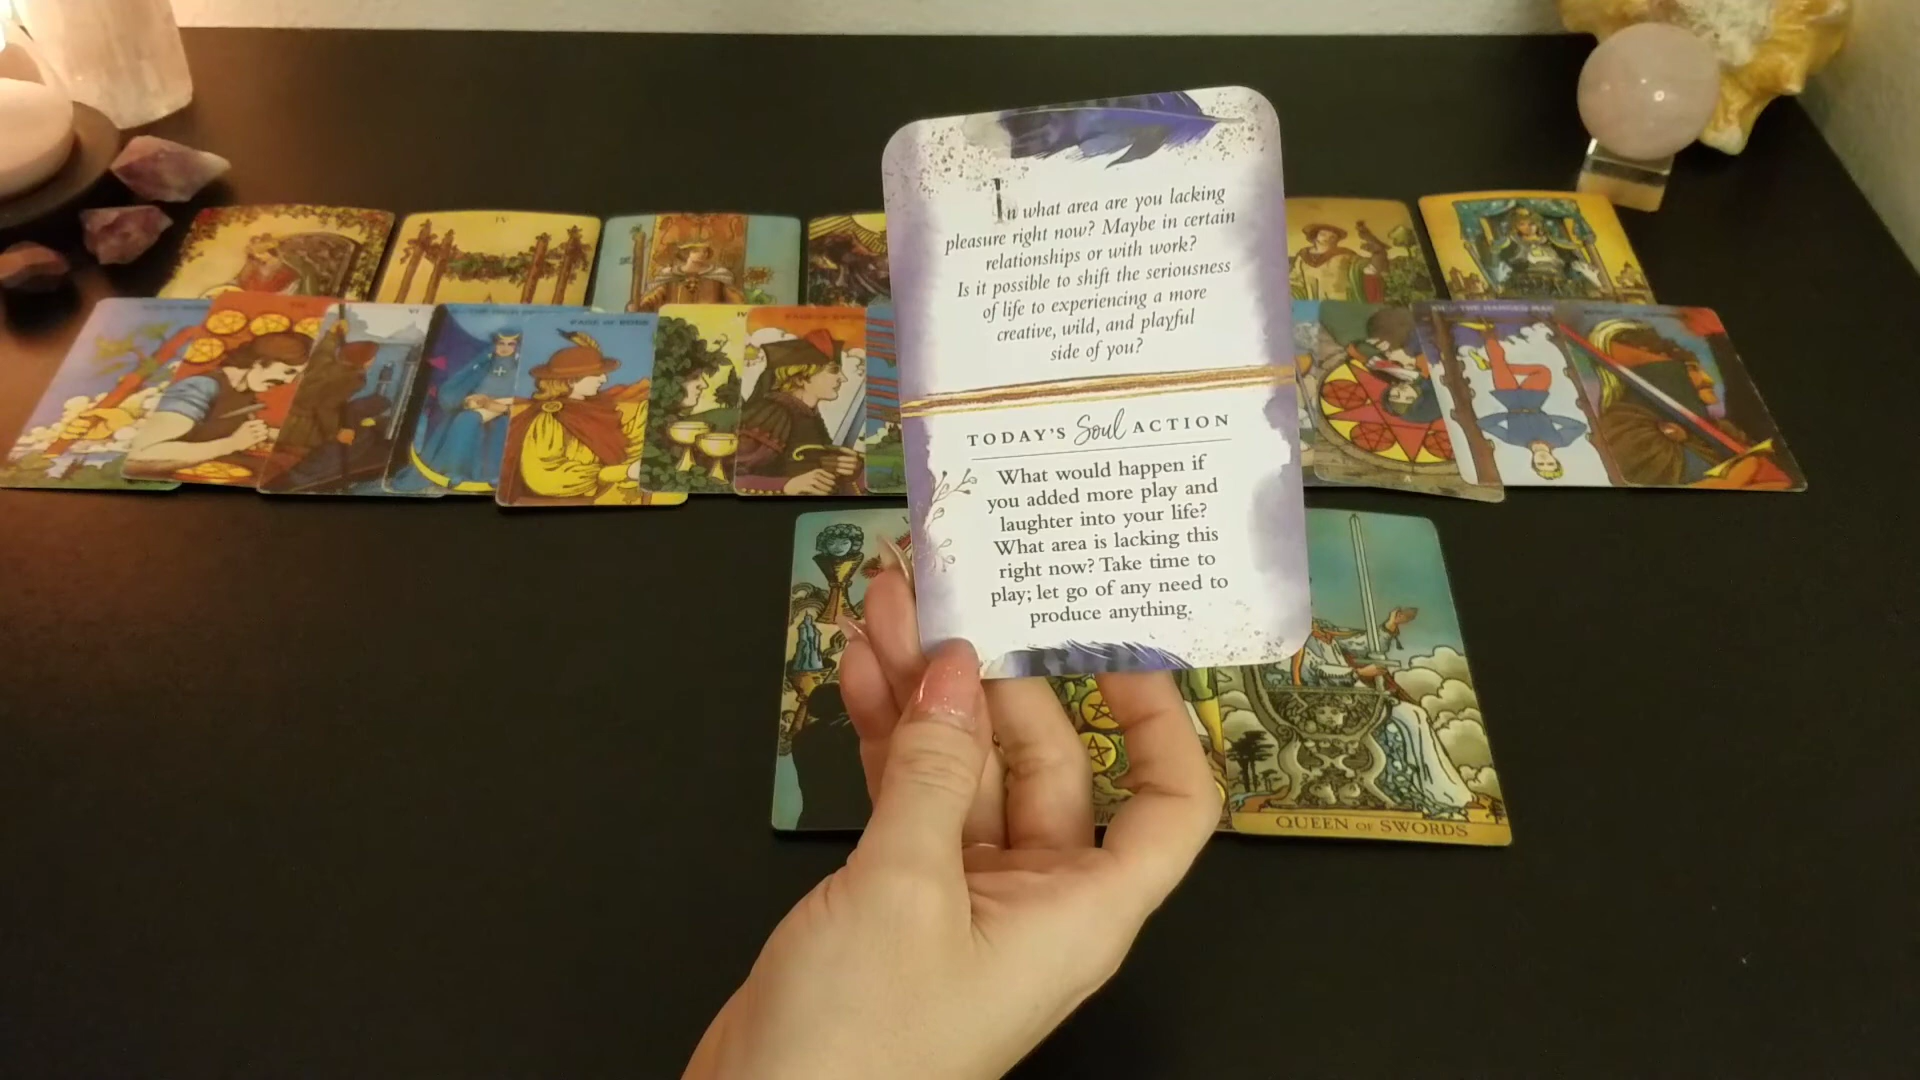 IV
In what area are you lacking
pleasure right now? Maybe in certain
relationships or with work?
Is it possible to shift the seriousness
of life to experiencing a more
creative, wild, and playful
side of you?
TODAY'S Soul ACTION
What would happen if
you added more play and
laughter into your life?
What area is lacking this
right now? Take time to
play; let go of any need to
produce anything.
VI
PAGE OF
IV
THE HANGED MAN
QUEEN OF SWORDS